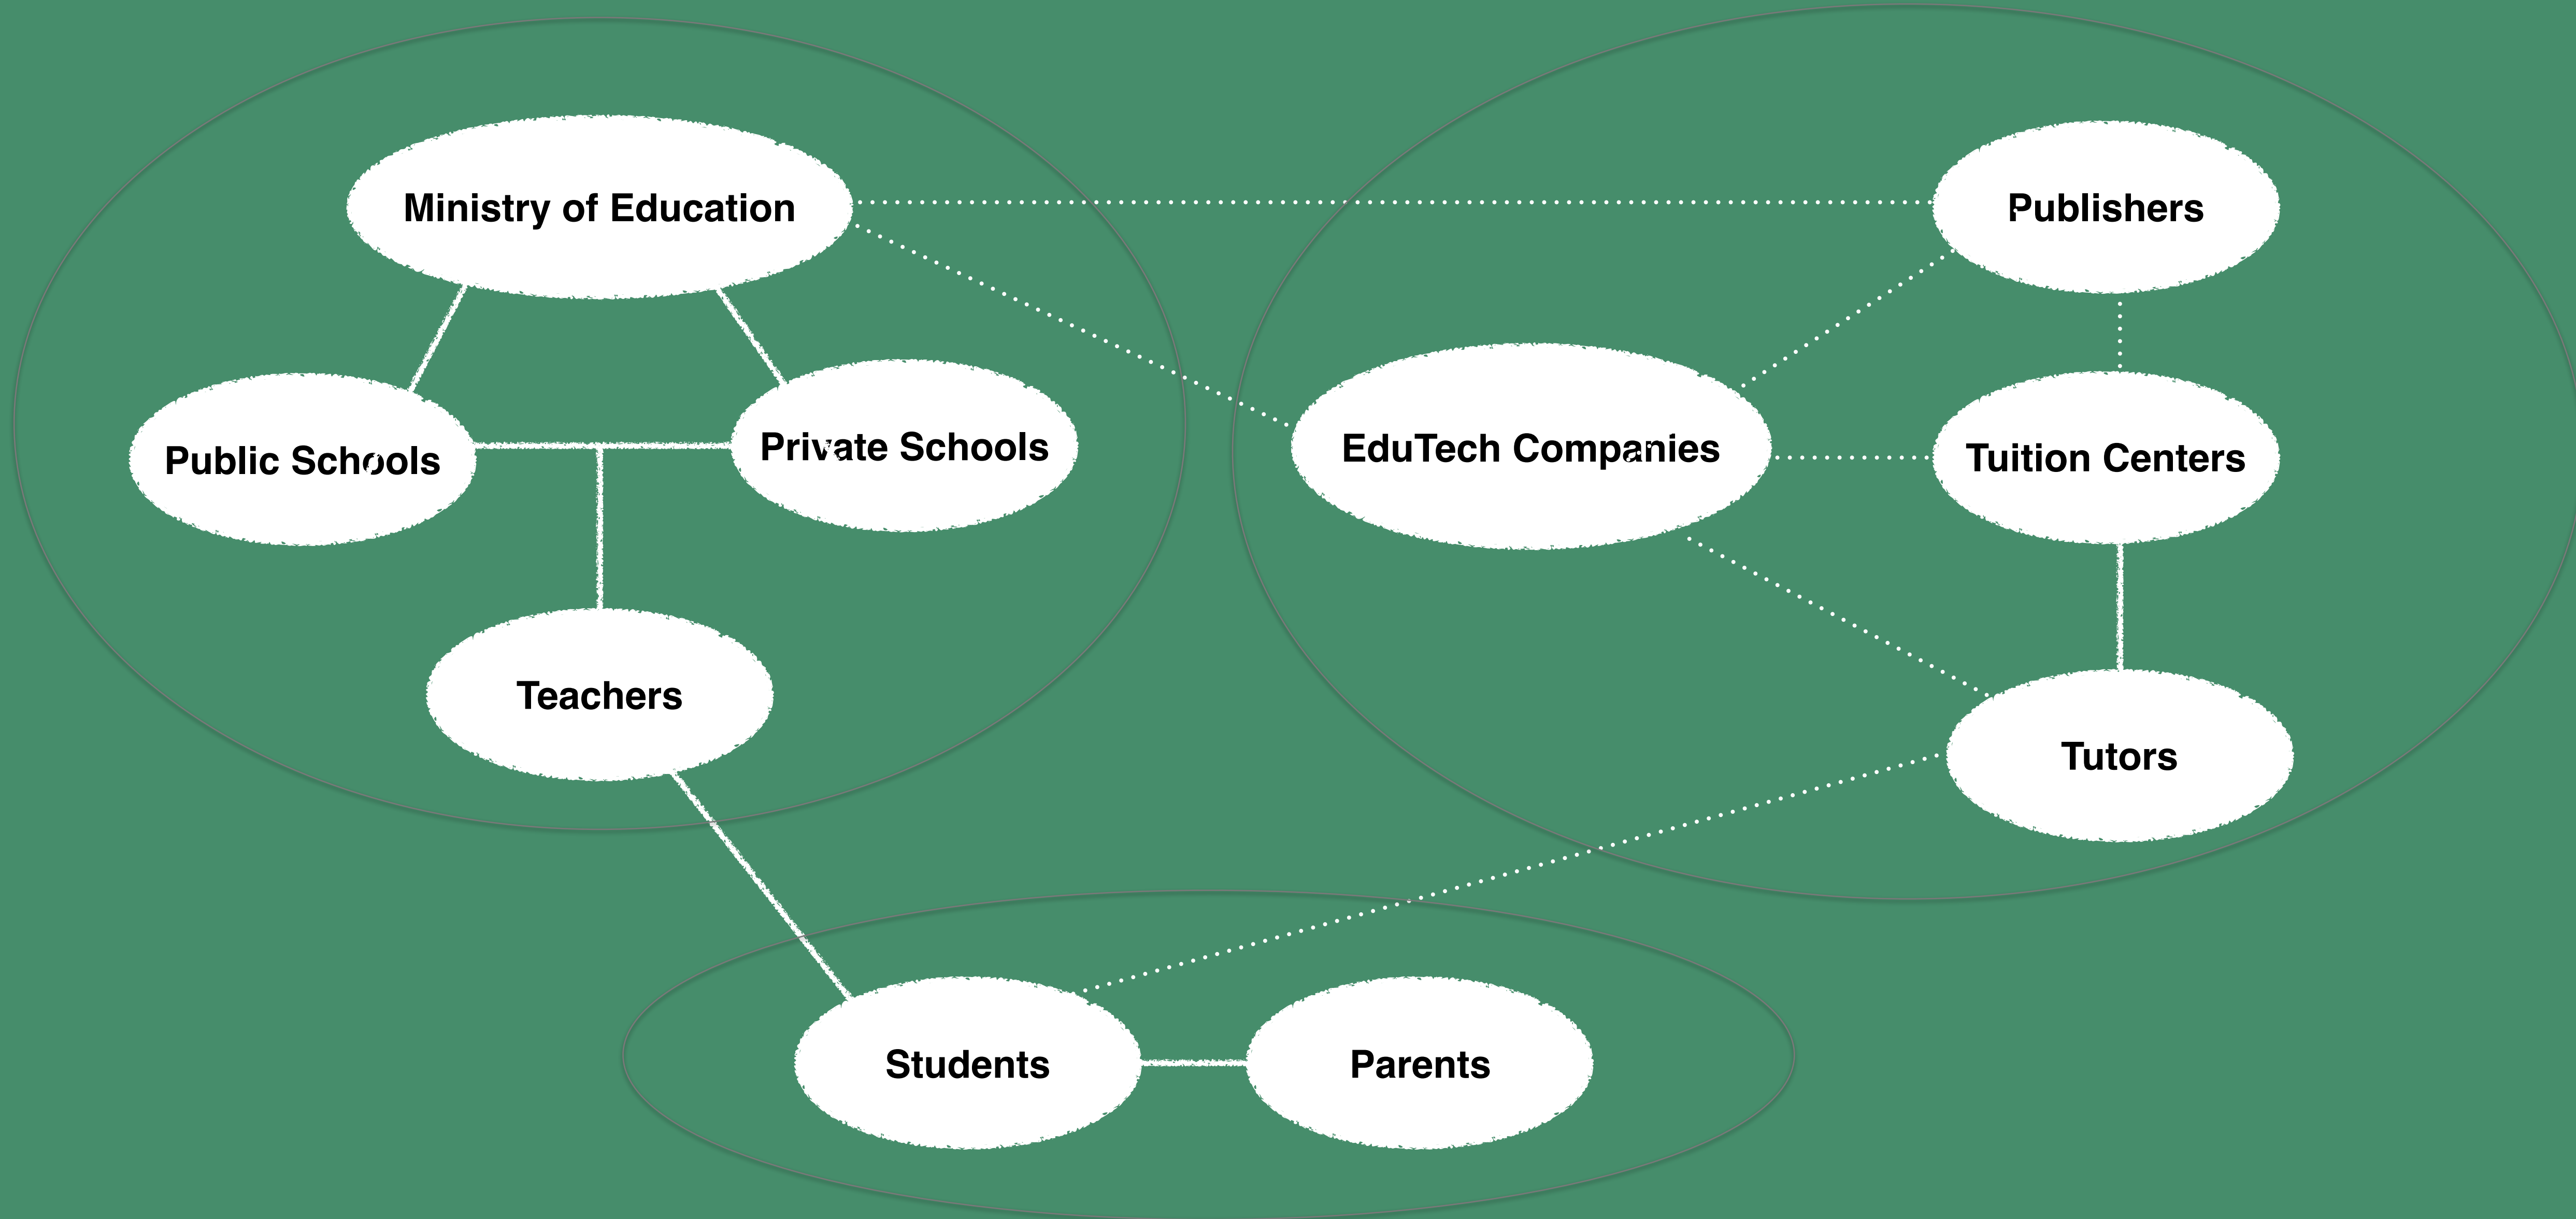 Ministry of Education
Publishers
Public Schools
Private Schools
EduTech Companies
Tuition Centers
Teachers
Tutors
Students
Parents